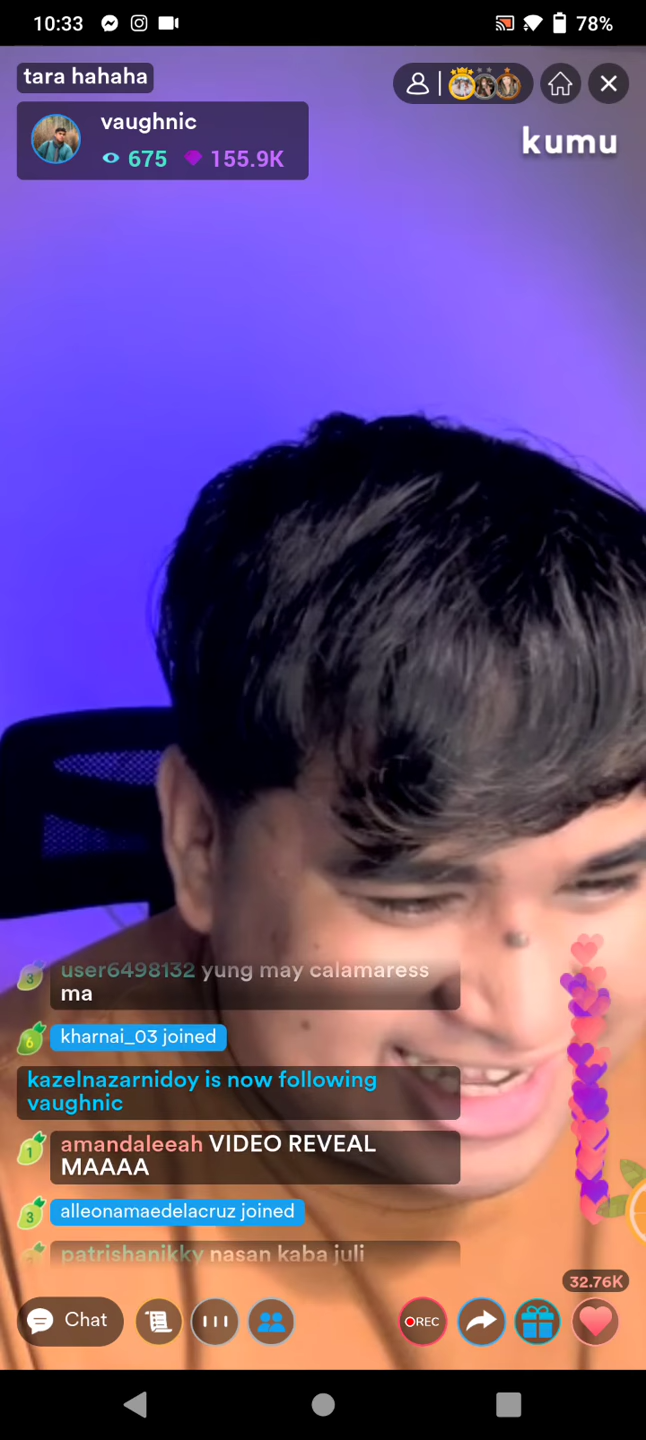 10:33
78%
tara hahaha
vaughnic
675 155.9K
kumu
3 user6498132 yung may calamaress
ma
6 kharnai_03 joined
kazelnazarnidoy is now following
vaughnic
1 amandaleeah VIDEO REVEAL
MAAAA
3 alleonamaedelacruz joined
patrishanikky nasan kaba juli
32.76K
Chat
REC